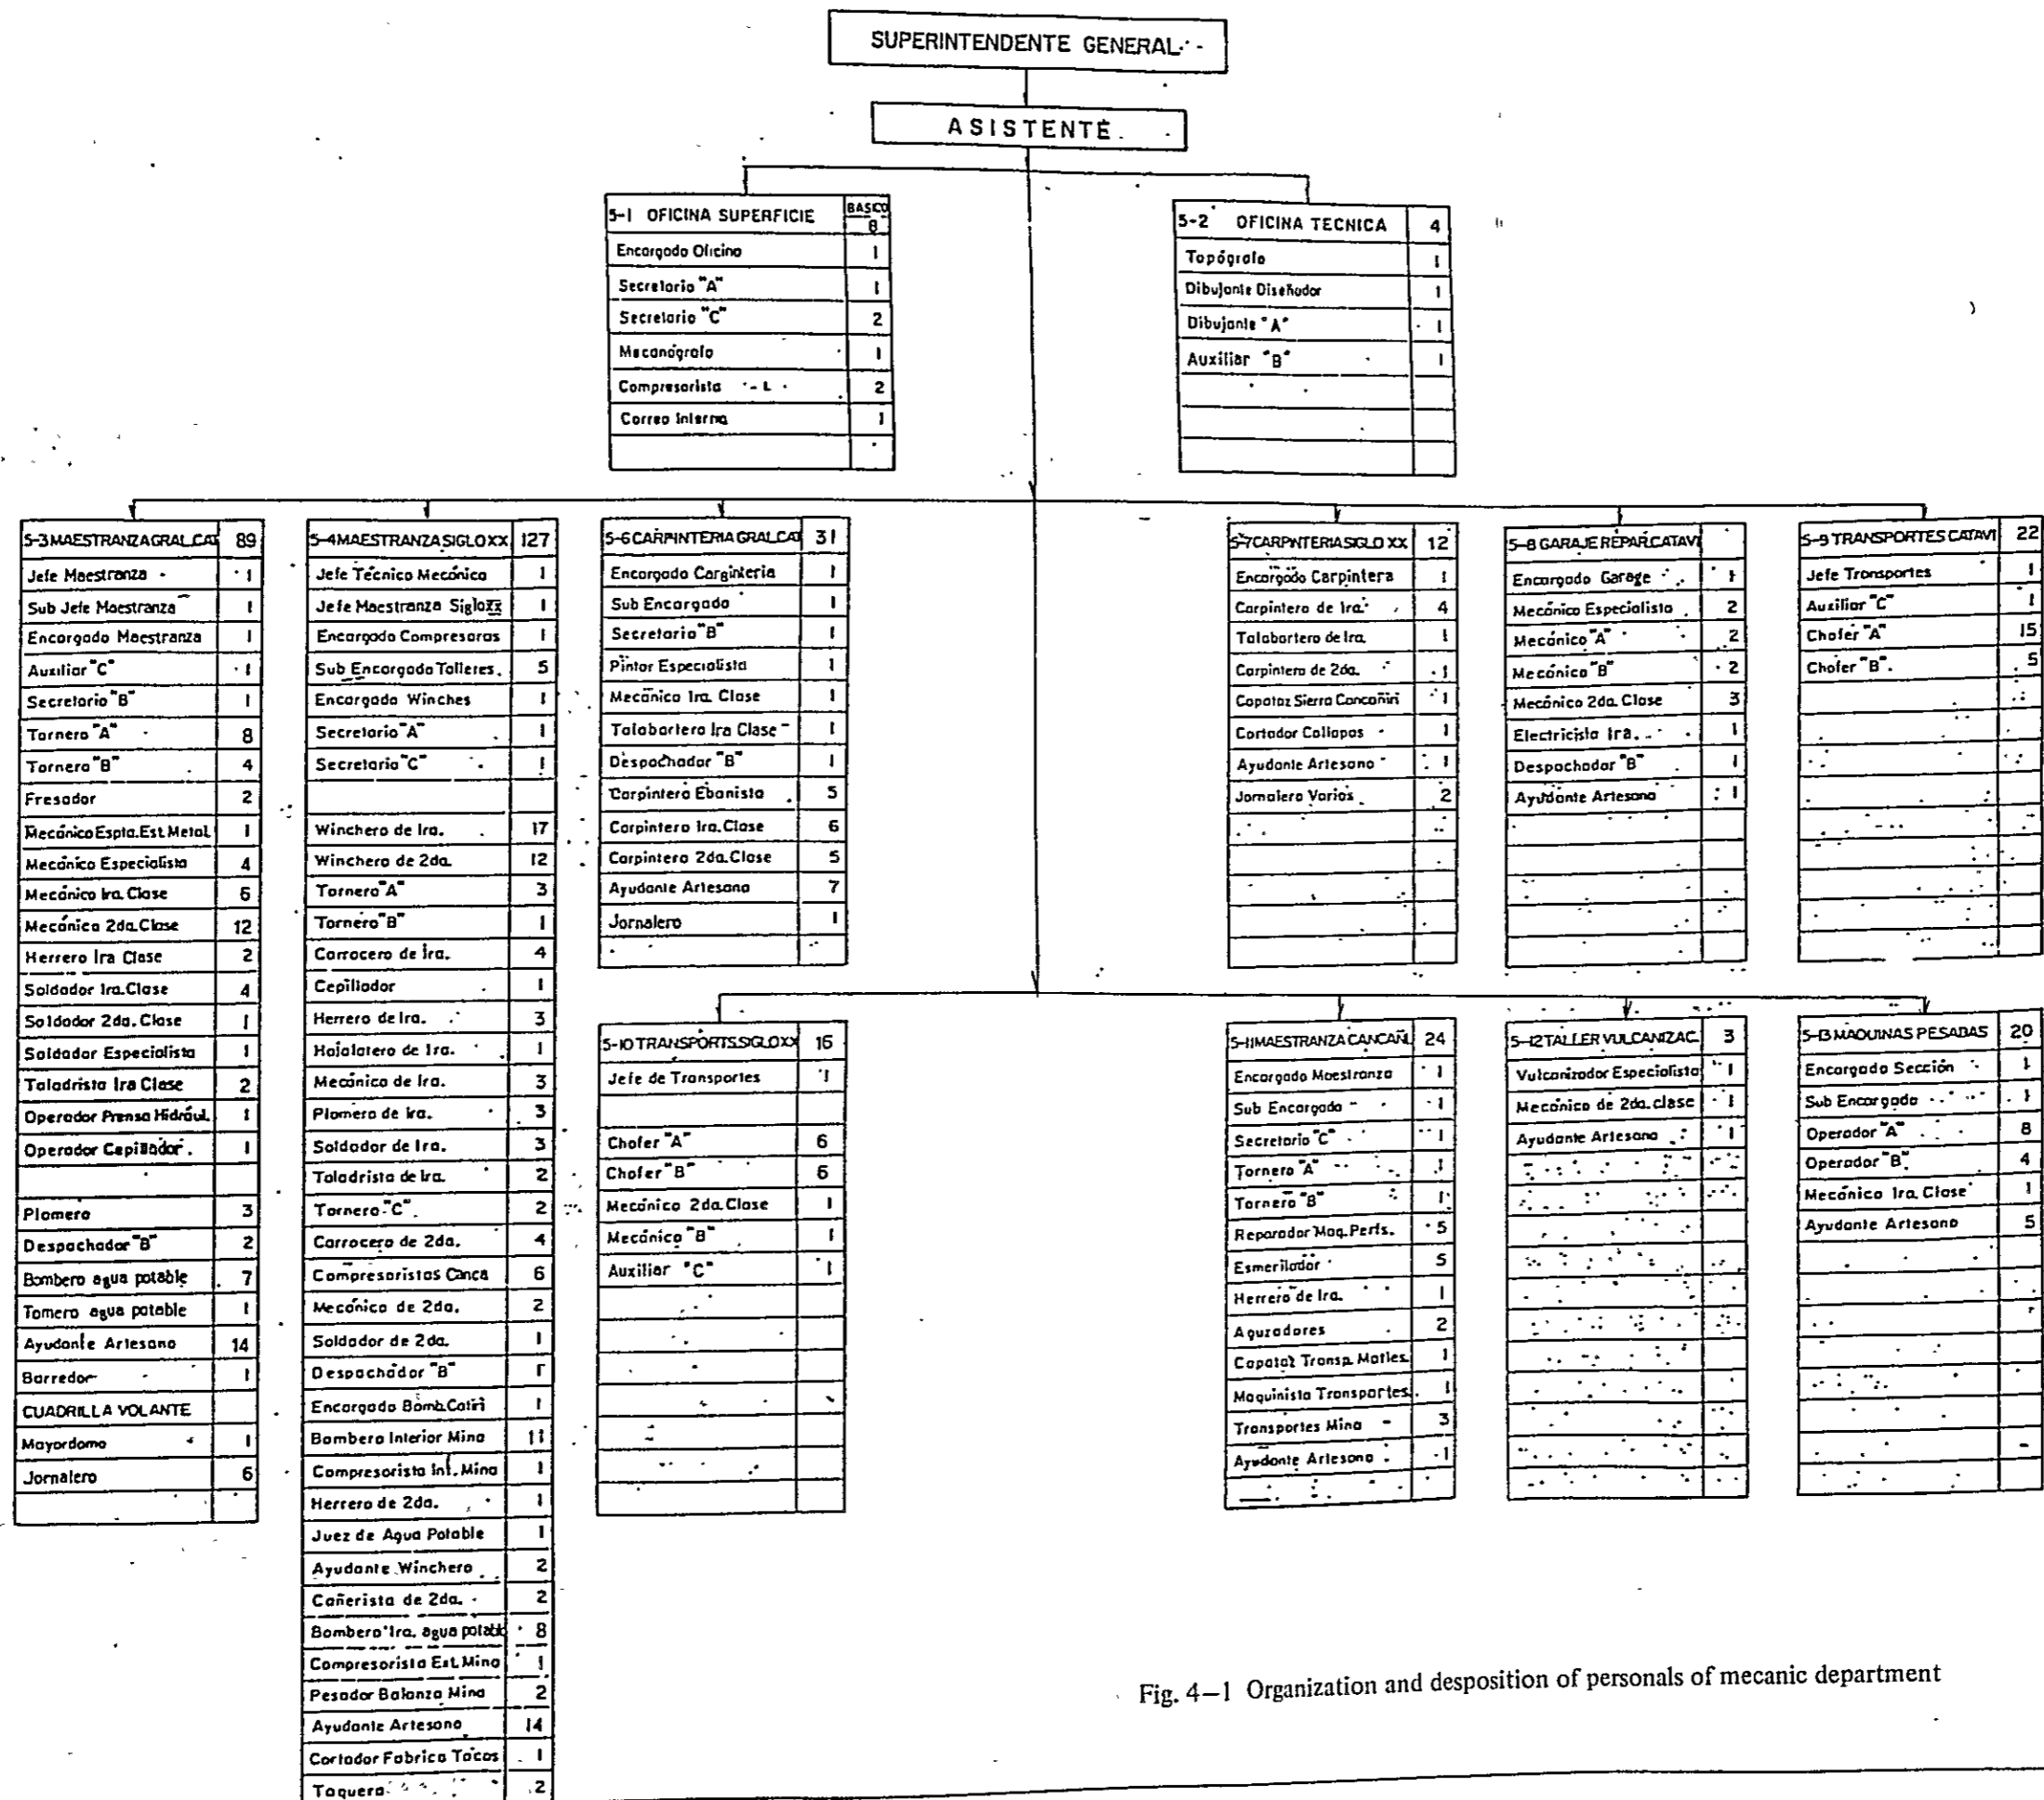 SUPERINTENDENTE GENERAL
ASISTENTE
5-1 OFICINA SUPERFICIE BASICO 8
Encargado Oficina 1
Secretario "A" 1
Secretario "C" 2
Mecanógrafo 1
Compresorista 2
Correo Interno 1
5-2 OFICINA TECNICA 4
Topógrafo 1
Dibujante Diseñador 1
Dibujante "A" 1
Auxiliar "B" 1
5-3 MAESTRANZA GRAL.CAT 89
Jefe Maestranza 1
Sub Jefe Maestranza 1
Encargado Maestranza 1
Auxiliar "C" 1
Secretario "B" 1
Tornero "A" 8
Tornero "B" 4
Fresador 2
Mecánico Espta. Est. Metal 1
Mecánico Especialista 4
Mecánico Ira. Clase 6
Mecánico 2da. Clase 12
Herrero Ira Clase 2
Soldador Ira. Clase 4
Soldador 2da. Clase 1
Soldador Especialista 1
Taladrista Ira Clase 2
Operador Prensa Hidrául. 1
Operador Cepillador. 1
Plomero 3
Despachador "B" 2
Bombero agua potable 7
Tomero agua potable 1
Ayudante Artesano 14
Barredor 1
CUADRILLA VOLANTE
Mayordomo 1
Jornalero 6
5-4 MAESTRANZA SIGLO XX 127
Jefe Técnico Mecánico 1
Jefe Maestranza Siglo XX 1
Encargado Compresoras 1
Sub Encargado Talleres. 5
Encargado Winches 1
Secretario "A" 1
Secretario "C" 1
Winchero de Ira. 17
Winchero de 2da. 12
Tornero "A" 3
Tornero "B" 1
Carrocero de Ira. 4
Cepillador 1
Herrero de Ira. 3
Hojalatero de 1ra. 1
Mecánico de Ira. 3
Plomero de Ira. 3
Soldador de Ira. 3
Taladrista de Ira. 2
Tornero "C" 2
Carrocero de 2da. 4
Compresoristas Canca 6
Mecánico de 2da. 2
Soldador de 2da. 1
Despachador "B" 1
Encargado Bomb. Catiri 1
Bombero Interior Mina 11
Compresorista Int. Mina 1
Herrero de 2da. 1
Juez de Agua Potable 1
Ayudante Winchero 2
Cañerista de 2da. 2
Bombero Ira. agua potabl 8
Compresorista Ext. Mina 1
Pesador Balanza Mina 2
Ayudante Artesano 14
Cortador Fabrica Tacos 1
Taquero 2
5-6 CARPINTERIA GRAL.CAT 31
Encargado Carpinteria 1
Sub Encargado 1
Secretario "B" 1
Pintor Especialista 1
Mecánico 1ra. Clase 1
Talabartero Ira Clase 1
Despachador "B" 1
Carpintero Ebanista 5
Carpintero Ira. Clase 6
Carpintero 2da. Clase 5
Ayudante Artesano 7
Jornalero 1
5-7 CARPINTERIA SIGLO XX 12
Encargado Carpintera 1
Carpintero de Ira. 4
Talabartero de Ira. 1
Carpintero de 2da. 1
Capataz Sierra Cancañiri 1
Cortador Callapos 1
Ayudante Artesano 1
Jornalero Varios 2
5-8 GARAJE REPAR.CATAVI
Encargado Garage 1
Mecánico Especialista 2
Mecánico "A" 2
Mecánico "B" 2
Mecánico 2da. Clase 3
Electricista Ira. 1
Despachador "B" 1
Ayudante Artesano 1
5-9 TRANSPORTES CATAVI 22
Jefe Transportes 1
Auxiliar "C" 1
Chofer "A" 15
Chofer "B". 5
5-10 TRANSPORTS.SIGLO XX 16
Jefe de Transportes 1
Chofer "A" 6
Chofer "B" 6
Mecánico 2da. Clase 1
Mecánico "B" 1
Auxiliar "C" 1
5-11 MAESTRANZA CANCAÑ. 24
Encargado Maestranza 1
Sub Encargado 1
Secretario "C" 1
Tornero "A" 1
Tornero "B" 1
Reparador Maq. Perfs. 5
Esmerilador 5
Herrero de Ira. 1
Aguzadores 2
Capataz Transp. Matles. 1
Maquinista Transportes. 1
Transportes Mina 3
Ayudante Artesano 1
5-12 TALLER VULCANIZAC. 3
Vulcanizador Especialista 1
Mecánico de 2da. clase 1
Ayudante Artesano 1
5-13 MAQUINAS PESADAS 20
Encargado Sección 1
Sub Encargado 1
Operador "A" 8
Operador "B" 4
Mecánico 1ra. Clase 1
Ayudante Artesano 5
Fig. 4-1 Organization and desposition of personals of mecanic department